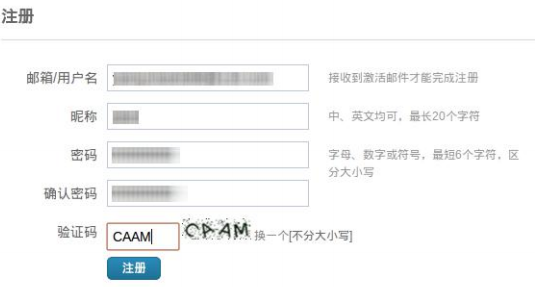 注册
邮箱/用户名 接收到激活邮件才能完成注册
昵称 中、英文均可，最长20个字符
密码 字母、数字或符号，最短6个字符，区
分大小写
确认密码
验证码 CAAM CAAM 换一个[不分大小写]
注册